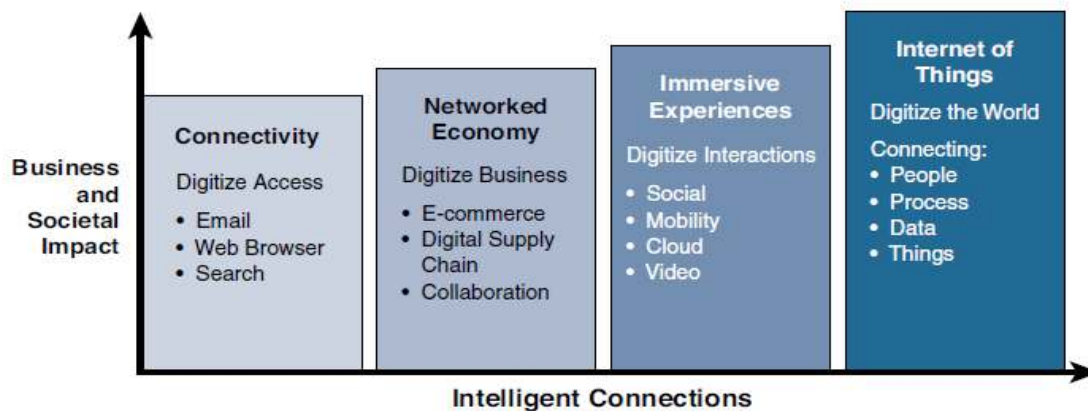 Business
and
Societal
Impact
Connectivity
Digitize Access
• Email
• Web Browser
• Search
Networked
Economy
Digitize Business
• E-commerce
• Digital Supply
Chain
• Collaboration
Immersive
Experiences
Digitize Interactions
• Social
• Mobility
• Cloud
• Video
Internet of
Things
Digitize the World
Connecting:
• People
• Process
• Data
• Things
Intelligent Connections